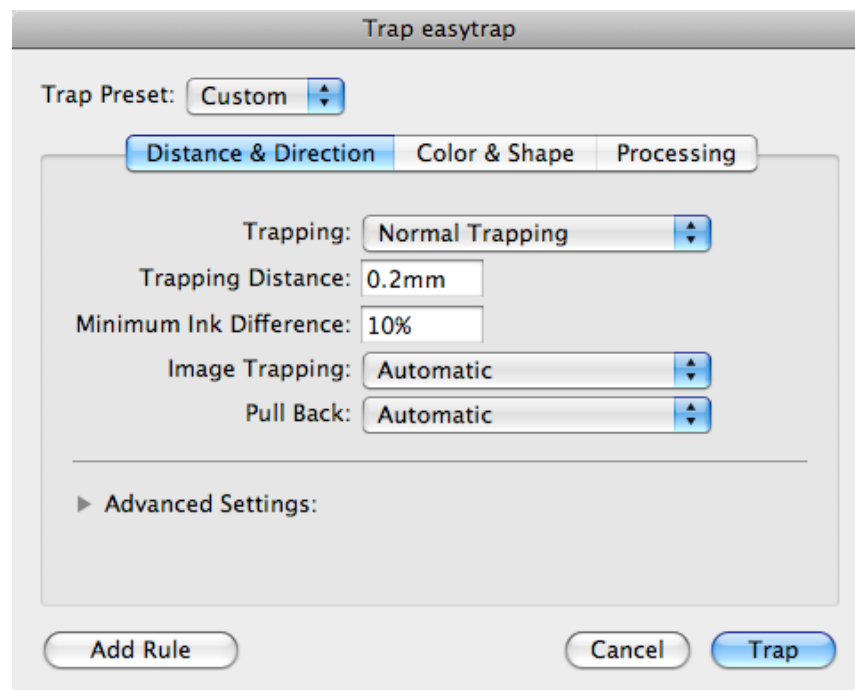 Trap easytrap
Trap Preset: Custom
Distance & Direction Color & Shape Processing
Trapping: Normal Trapping
Trapping Distance: 0.2mm
Minimum Ink Difference: 10%
Image Trapping: Automatic
Pull Back: Automatic
Advanced Settings:
Add Rule Cancel Trap